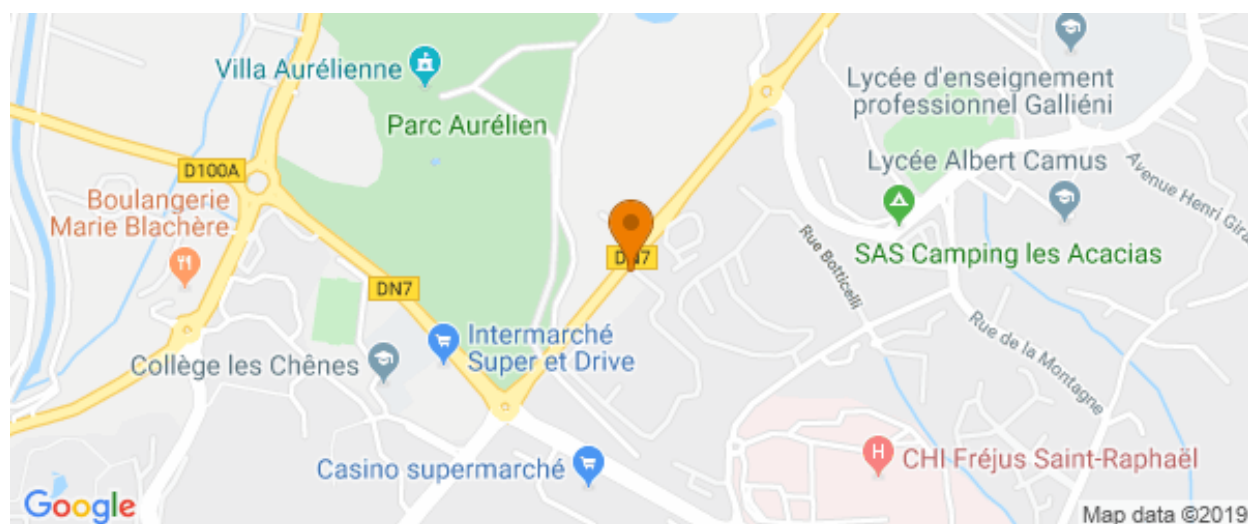 Villa Aurélienne
Lycée d'enseignement
professionnel Galliéni
Parc Aurélien
D100A
Lycée Albert Camus
Avenue Henri Gira
Boulangerie
Marie Blachère
DN7
SAS Camping les Acacias
Rue Botticelli
DN7
Intermarché
Super et Drive
Rue de la Montagne
Collège les Chênes
Casino supermarché
CHI Fréjus Saint-Raphaël
H
Google
Map data ©2019